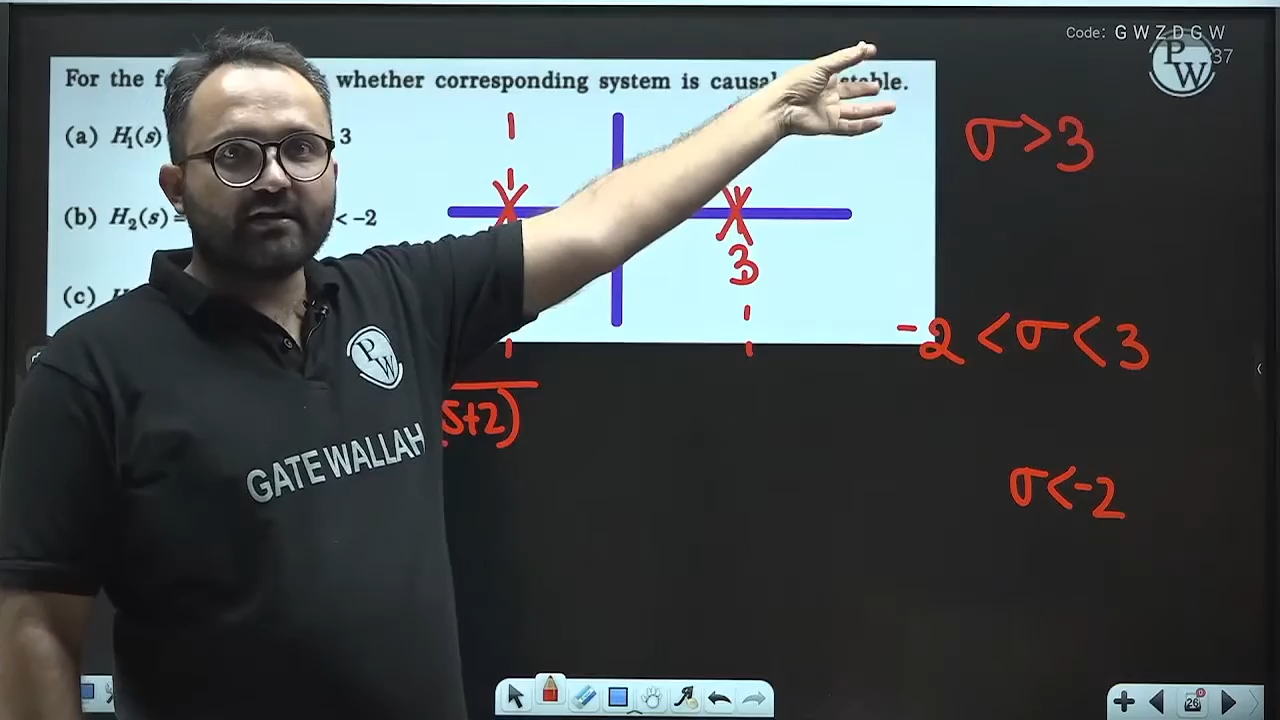 Code: G W Z D G W
PW 37
For the f whether corresponding system is causal stable.
(a) H₁(s) 3
(b) H₂(s)= < -2
(c) H
3
(s+2)
σ>3
-2 < σ < 3
σ<-2
PW
GATE WALLAH
26